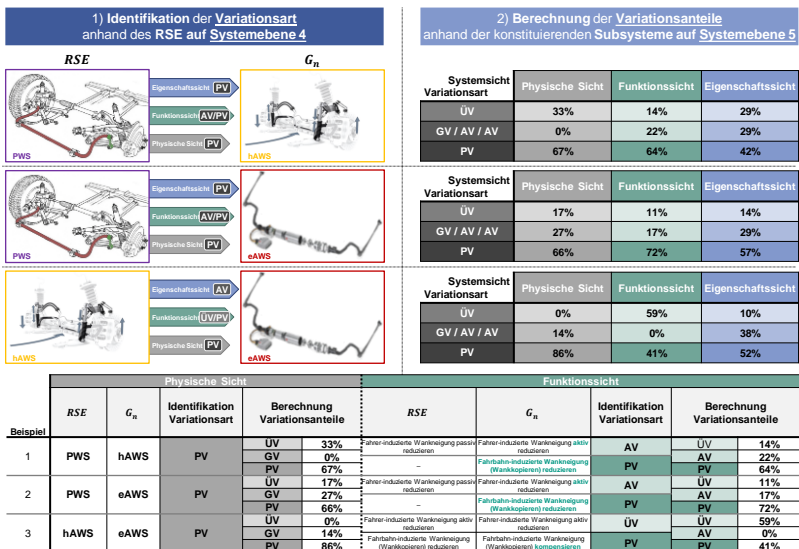 1) Identifikation der Variationsart
anhand des RSE auf Systemebene 4
2) Berechnung der Variationsanteile
anhand der konstituierenden Subsysteme auf Systemebene 5
RSE
Gn
PWS
Eigenschaftssicht PV
Funktionssicht AV/PV
Physische Sicht PV
hAWS
Systemsicht
Variationsart
Physische Sicht Funktionssicht Eigenschaftssicht
ÜV 33% 14% 29%
GV / AV / AV 0% 22% 29%
PV 67% 64% 42%
PWS
Eigenschaftssicht PV
Funktionssicht AV/PV
Physische Sicht PV
eAWS
Systemsicht
Variationsart
Physische Sicht Funktionssicht Eigenschaftssicht
ÜV 17% 11% 14%
GV / AV / AV 27% 17% 29%
PV 66% 72% 57%
hAWS
Eigenschaftssicht AV
Funktionssicht ÜV/PV
Physische Sicht PV
eAWS
Systemsicht
Variationsart
Physische Sicht Funktionssicht Eigenschaftssicht
ÜV 0% 59% 10%
GV / AV / AV 14% 0% 38%
PV 86% 41% 52%
Physische Sicht Funktionssicht
Beispiel
RSE
Gn
Identifikation
Variationsart
Berechnung
Variationsanteile
RSE
Gn
Identifikation
Variationsart
Berechnung
Variationsanteile
1 PWS hAWS PV
ÜV 33%
GV 0%
PV 67%
Fahrer-induzierte Wankneigung passiv
reduzieren
Fahrer-induzierte Wankneigung aktiv
reduzieren
AV
–
Fahrbahn-induzierte Wankneigung
(Wankkopieren) reduzieren
PV
ÜV 14%
AV 22%
PV 64%
2 PWS eAWS PV
ÜV 17%
GV 27%
PV 66%
Fahrer-induzierte Wankneigung passiv
reduzieren
Fahrer-induzierte Wankneigung aktiv
reduzieren
AV
–
Fahrbahn-induzierte Wankneigung
(Wankkopieren) reduzieren
PV
ÜV 11%
AV 17%
PV 72%
3 hAWS eAWS PV
ÜV 0%
GV 14%
PV 86%
Fahrer-induzierte Wankneigung aktiv
reduzieren
Fahrer-induzierte Wankneigung aktiv
reduzieren
ÜV
Fahrbahn-induzierte Wankneigung
(Wankkopieren) reduzieren
Fahrbahn-induzierte Wankneigung
(Wankkopieren) kompensieren
PV
ÜV 59%
AV 0%
PV 41%